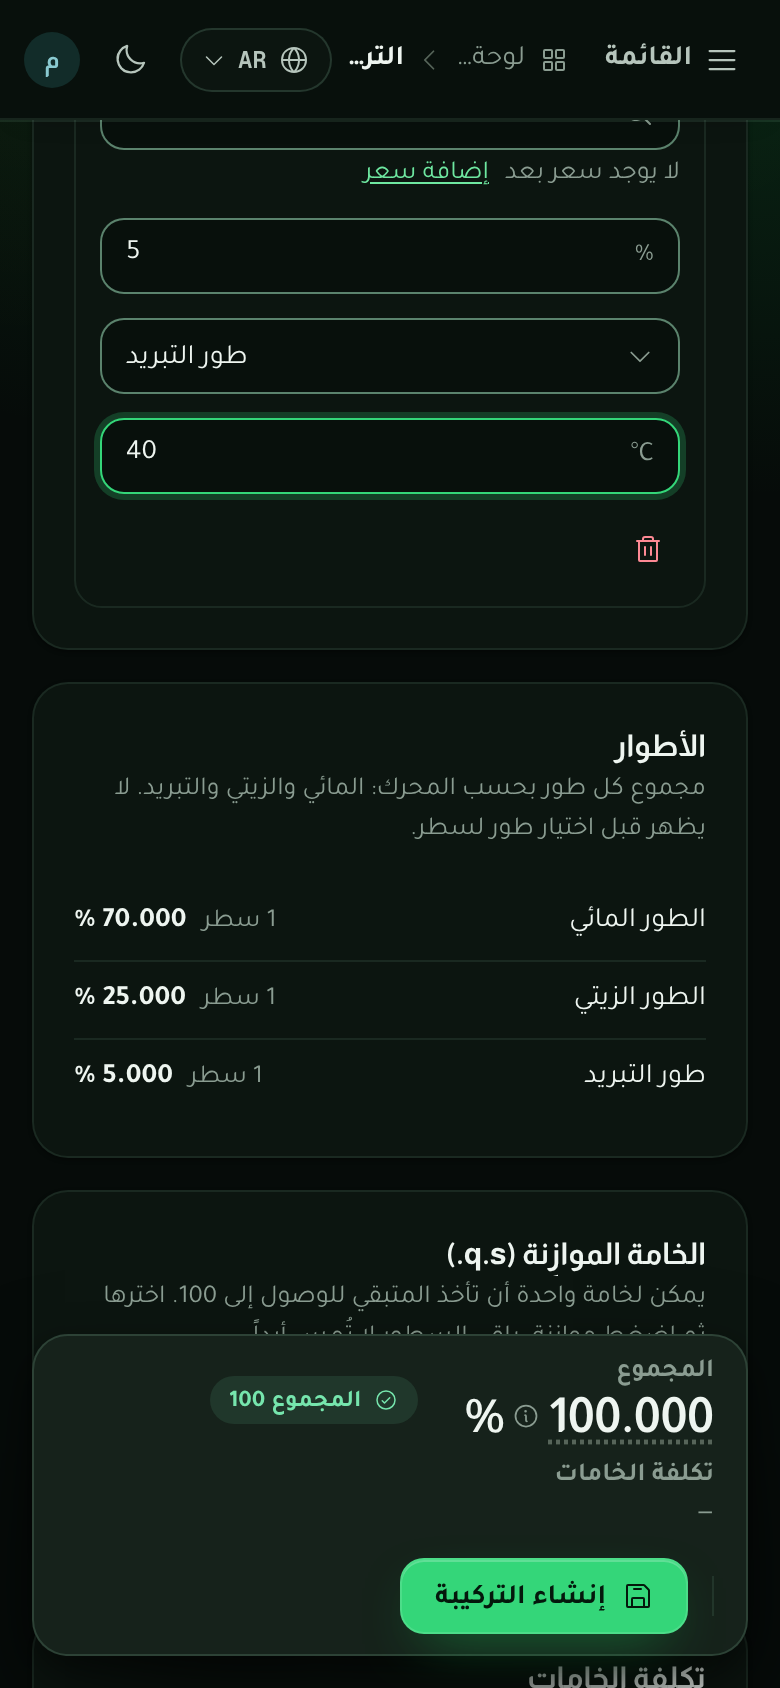 القائمة
لوحة...
التر...
AR
م
لا يوجد سعر بعد إضافة سعر
% 5
طور التبريد
°C 40
الأطوار
مجموع كل طور بحسب المحرك: المائي والزيتي والتبريد. لا
يظهر قبل اختيار طور لسطر.
الطور المائي 1 سطر 70.000 %
الطور الزيتي 1 سطر 25.000 %
طور التبريد 1 سطر 5.000 %
الخامة الموازنة (q.s.)
يمكن لخامة واحدة أن تأخذ المتبقي للوصول إلى 100. اخترها
المجموع
100.000 %
المجموع 100
تكلفة الخامات
—
إنشاء التركيبة
تكلفة الخامات